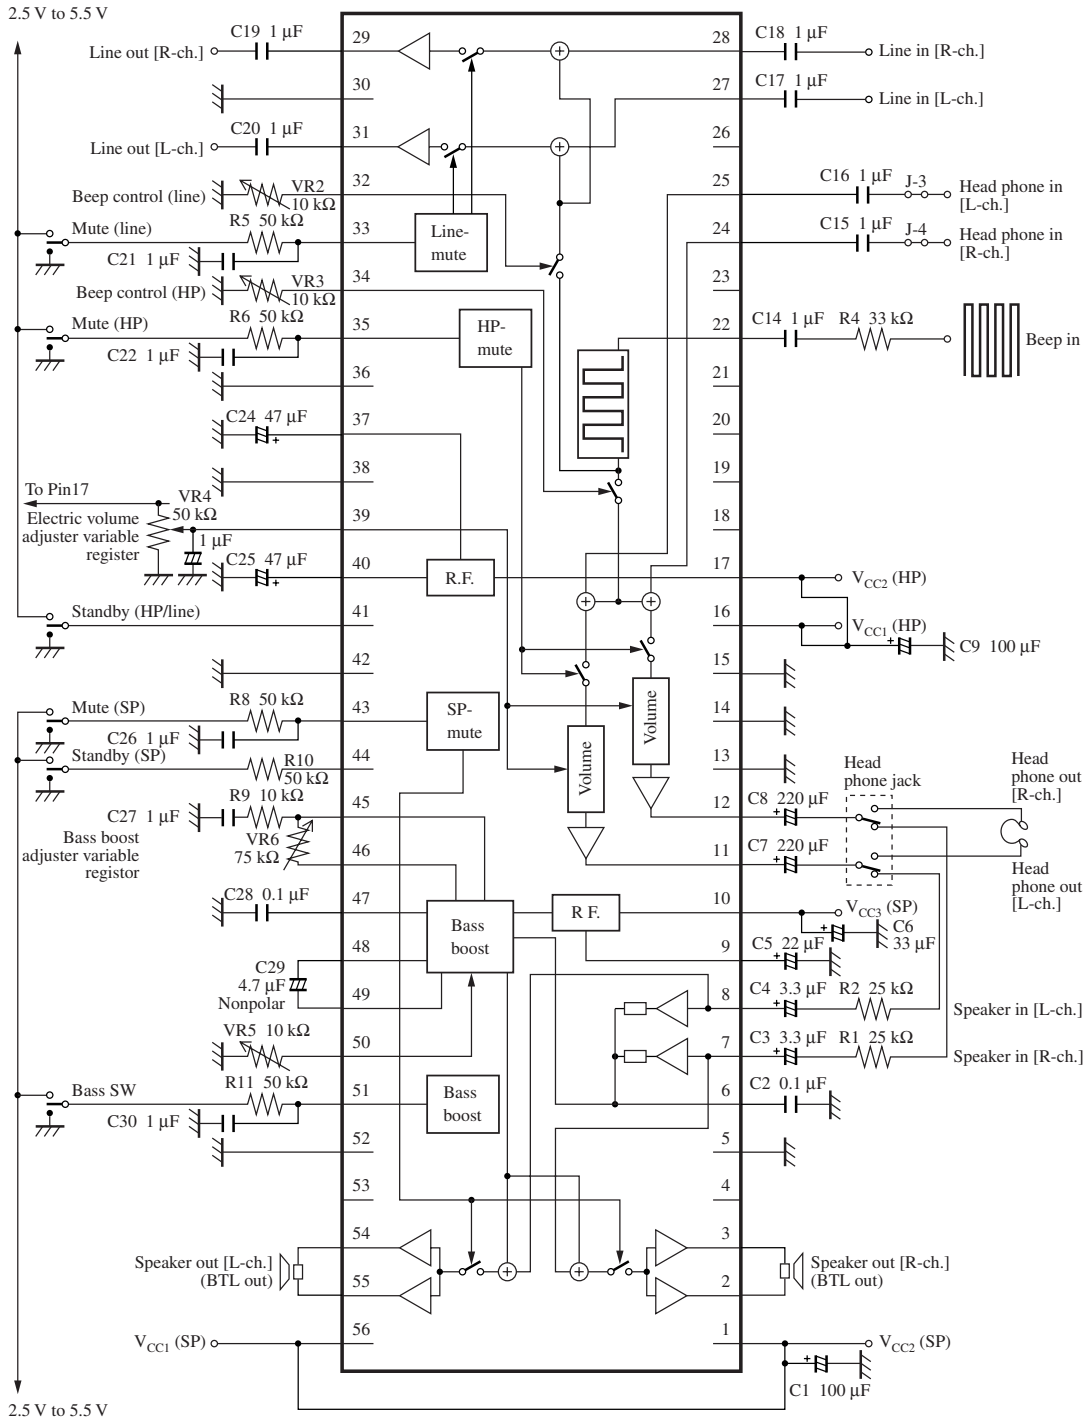 2.5 V to 5.5 V
C19 1 µF
Line out [R-ch.]
29
30
C20 1 µF
Line out [L-ch.]
31
Beep control (line)
VR2
10 kΩ
32
Mute (line)
R5 50 kΩ
33
C21 1 µF
Beep control (HP)
VR3
10 kΩ
34
Mute (HP)
R6 50 kΩ
35
C22 1 µF
36
C24 47 µF
37
38
To Pin17
VR4
50 kΩ
Electric volume
adjuster variable
register
1 µF
39
C25 47 µF
40
Standby (HP/line)
41
42
Mute (SP)
R8 50 kΩ
43
C26 1 µF
Standby (SP)
R10
50 kΩ
44
R9 10 kΩ
45
C27 1 µF
Bass boost
adjuster variable
registor
VR6
75 kΩ
46
C28 0.1 µF
47
48
C29
4.7 µF
Nonpolar
49
VR5 10 kΩ
50
Bass SW
R11 50 kΩ
51
C30 1 µF
52
53
54
Speaker out [L-ch.]
(BTL out)
55
56
VCC1 (SP)
2.5 V to 5.5 V
Line-
mute
HP-
mute
R.F.
SP-
mute
Volume
Volume
Bass
boost
R F.
Bass
boost
28
C18 1 µF
Line in [R-ch.]
27
C17 1 µF
Line in [L-ch.]
26
25
C16 1 µF
J-3
Head phone in
[L-ch.]
24
C15 1 µF
J-4
Head phone in
[R-ch.]
23
22
C14 1 µF
R4 33 kΩ
Beep in
21
20
19
18
17
VCC2 (HP)
16
VCC1 (HP)
C9 100 µF
15
14
13
Head
phone jack
Head
phone out
[R-ch.]
12
C8 220 µF
11
C7 220 µF
Head
phone out
[L-ch.]
10
VCC3 (SP)
C6
33 µF
9
C5 22 µF
8
C4 3.3 µF
R2 25 kΩ
Speaker in [L-ch.]
7
C3 3.3 µF
R1 25 kΩ
Speaker in [R-ch.]
6
C2 0.1 µF
5
4
3
Speaker out [R-ch.]
(BTL out)
2
1
VCC2 (SP)
C1 100 µF